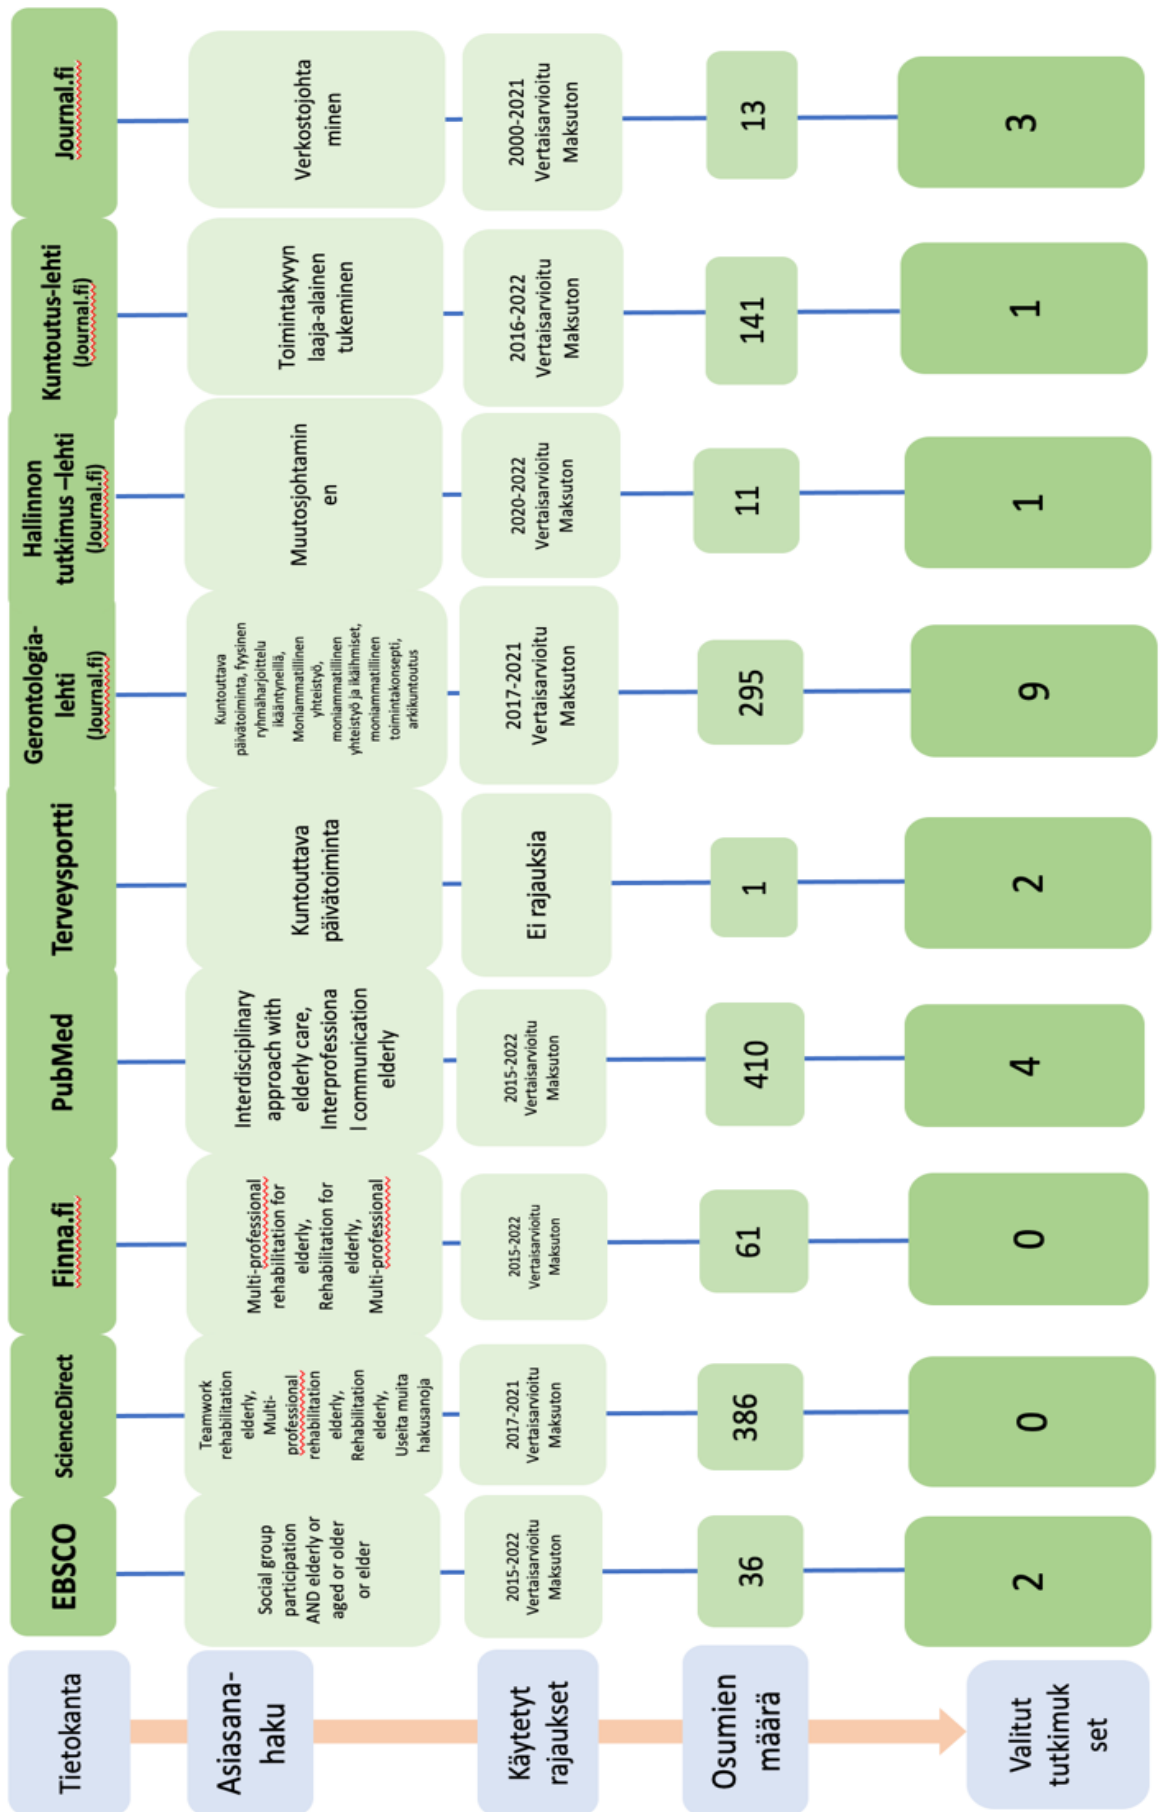 Tietokanta
EBSCO
ScienceDirect
Finna.fi
PubMed
Terveysportti
Gerontologia-
lehti
(Journal.fi)
Hallinnon
tutkimus –lehti
(Journal.fi)
Kuntoutus-lehti
(Journal.fi)
Journal.fi
Asiasana-
haku
Social group
participation
AND elderly or
aged or older
or elder
Teamwork
rehabilitation
elderly,
Multi-
professional
rehabilitation
elderly,
Rehabilitation
elderly,
Useita muita
hakusanoja
Multi-professional
rehabilitation for
elderly,
Rehabilitation for
elderly,
Multi-professional
Interdisciplinary
approach with
elderly care,
Interprofessiona
l communication
elderly
Kuntouttava
päivätoiminta
Kuntouttava
päivätoiminta, fyysinen
ryhmäharjoittelu
ikääntyneillä,
Moniammatillinen
yhteistyö,
moniammatillinen
yhteistyö ja ikäihmiset,
moniammatillinen
toimintakonsepti,
arkikuntoutus
Muutosjohtamin
en
Toimintakyvyn
laaja-alainen
tukeminen
Verkostojohta
minen
Käytetyt
rajaukset
2015-2022
Vertaisarvioitu
Maksuton
2017-2021
Vertaisarvioitu
Maksuton
2015-2022
Vertaisarvioitu
Maksuton
2015-2022
Vertaisarvioitu
Maksuton
Ei rajauksia
2017-2021
Vertaisarvioitu
Maksuton
2020-2022
Vertaisarvioitu
Maksuton
2016-2022
Vertaisarvioitu
Maksuton
2000-2021
Vertaisarvioitu
Maksuton
Osumien
määrä
36
386
61
410
1
295
11
141
13
Valitut
tutkimuk
set
2
0
0
4
2
9
1
1
3